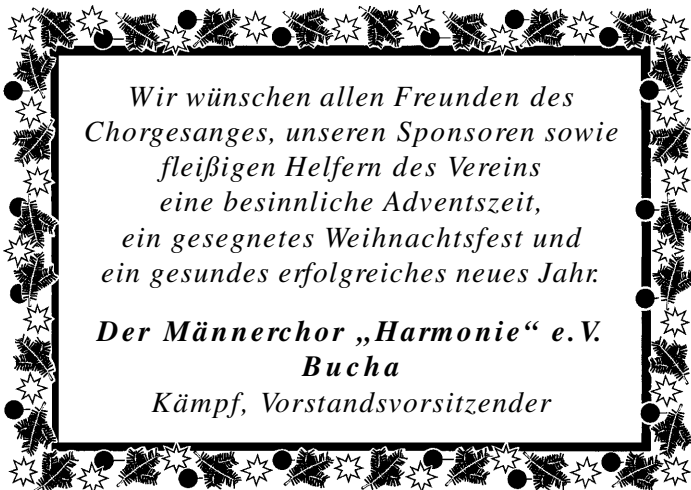 Wir wünschen allen Freunden des
Chorgesanges, unseren Sponsoren sowie
fleißigen Helfern des Vereins
eine besinnliche Adventszeit,
ein gesegnetes Weihnachtsfest und
ein gesundes erfolgreiches neues Jahr.
Der Männerchor „Harmonie“ e.V.
Bucha
Kämpf, Vorstandsvorsitzender